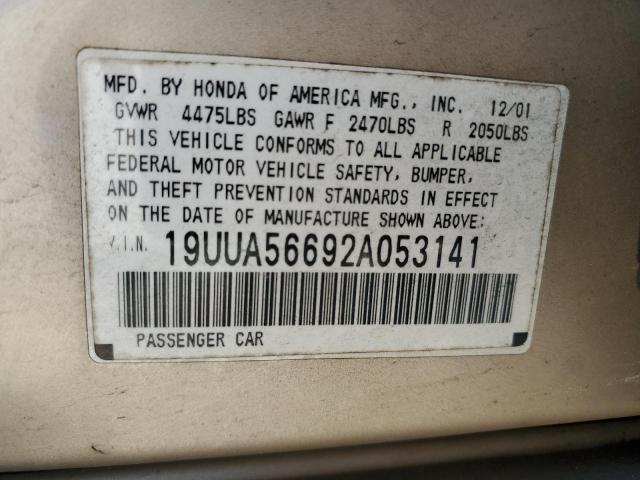 MFD. BY HONDA OF AMERICA MFG., INC. 12/01
GVWR 4475LBS GAWR F 2470LBS R 2050LBS
THIS VEHICLE CONFORMS TO ALL APPLICABLE
FEDERAL MOTOR VEHICLE SAFETY, BUMPER,
AND THEFT PREVENTION STANDARDS IN EFFECT
ON THE DATE OF MANUFACTURE SHOWN ABOVE:
V.I.N. 19UUA56692A053141
PASSENGER CAR